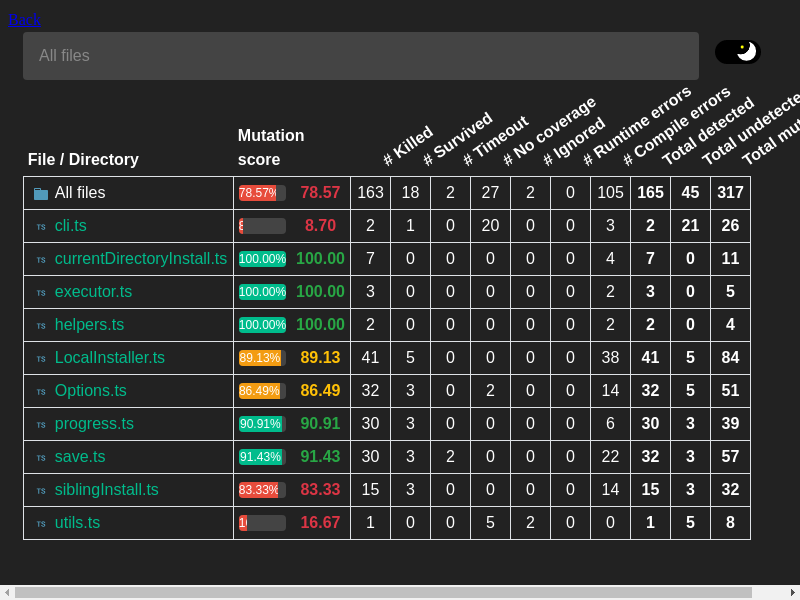 Back
All files
File / Directory Mutation score # Killed # Survived # Timeout # No coverage # Ignored # Runtime errors # Compile errors Total detected Total undetected Total mut
All files 78.57% 78.57 163 18 2 27 2 0 105 165 45 317
TS cli.ts 8.70 2 1 0 20 0 0 3 2 21 26
TS currentDirectoryInstall.ts 100.00% 100.00 7 0 0 0 0 0 4 7 0 11
TS executor.ts 100.00% 100.00 3 0 0 0 0 0 2 3 0 5
TS helpers.ts 100.00% 100.00 2 0 0 0 0 0 2 2 0 4
TS LocalInstaller.ts 89.13% 89.13 41 5 0 0 0 0 38 41 5 84
TS Options.ts 86.49% 86.49 32 3 0 2 0 0 14 32 5 51
TS progress.ts 90.91% 90.91 30 3 0 0 0 0 6 30 3 39
TS save.ts 91.43% 91.43 30 3 2 0 0 0 22 32 3 57
TS siblingInstall.ts 83.33% 83.33 15 3 0 0 0 0 14 15 3 32
TS utils.ts 16.67 1 0 0 5 2 0 0 1 5 8